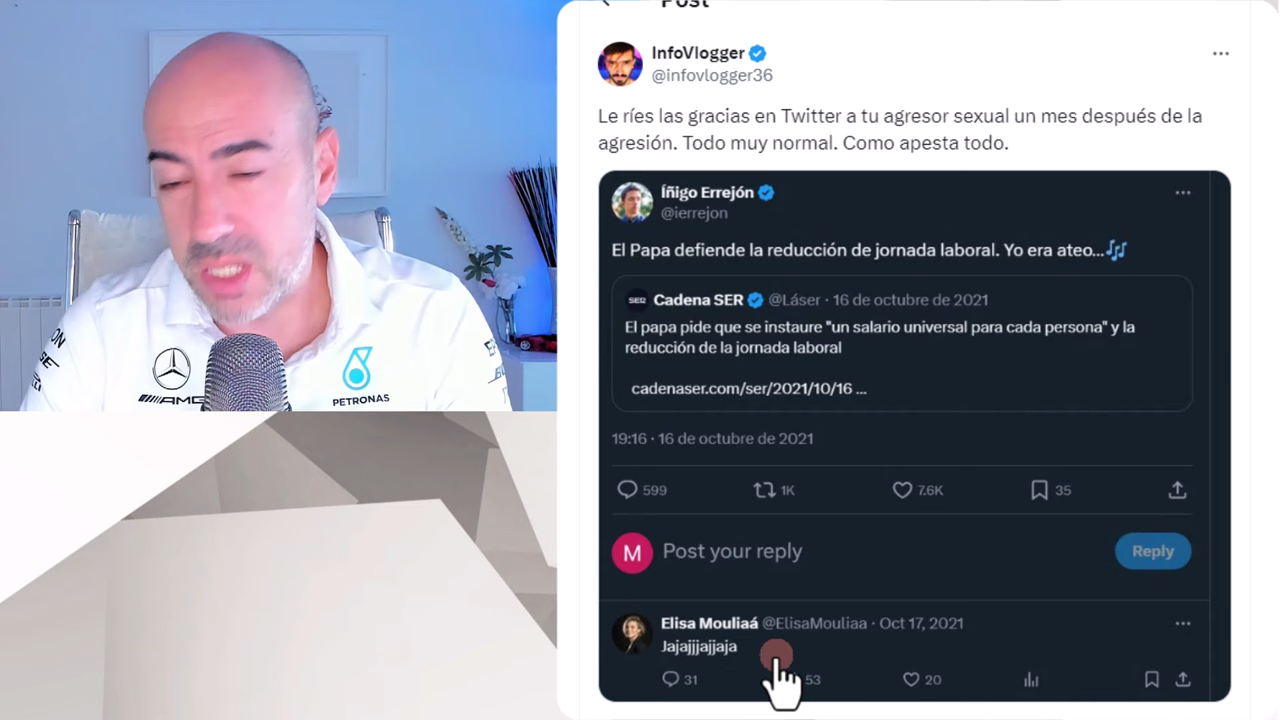 Post
InfoVlogger
@infovlogger36
Le ríes las gracias en Twitter a tu agresor sexual un mes después de la
agresión. Todo muy normal. Como apesta todo.
Íñigo Errejón
@ierrejon
El Papa defiende la reducción de jornada laboral. Yo era ateo...🎶
SER Cadena SER @Láser · 16 de octubre de 2021
El papa pide que se instaure "un salario universal para cada persona" y la
reducción de la jornada laboral
cadenaser.com/ser/2021/10/16 ...
19:16 · 16 de octubre de 2021
599 1K 7.6K 35
M Post your reply Reply
Elisa Mouliaá @ElisaMouliaa · Oct 17, 2021
Jajajjjajjaja
31 53 20
ON
SE
AMG
PETRONAS